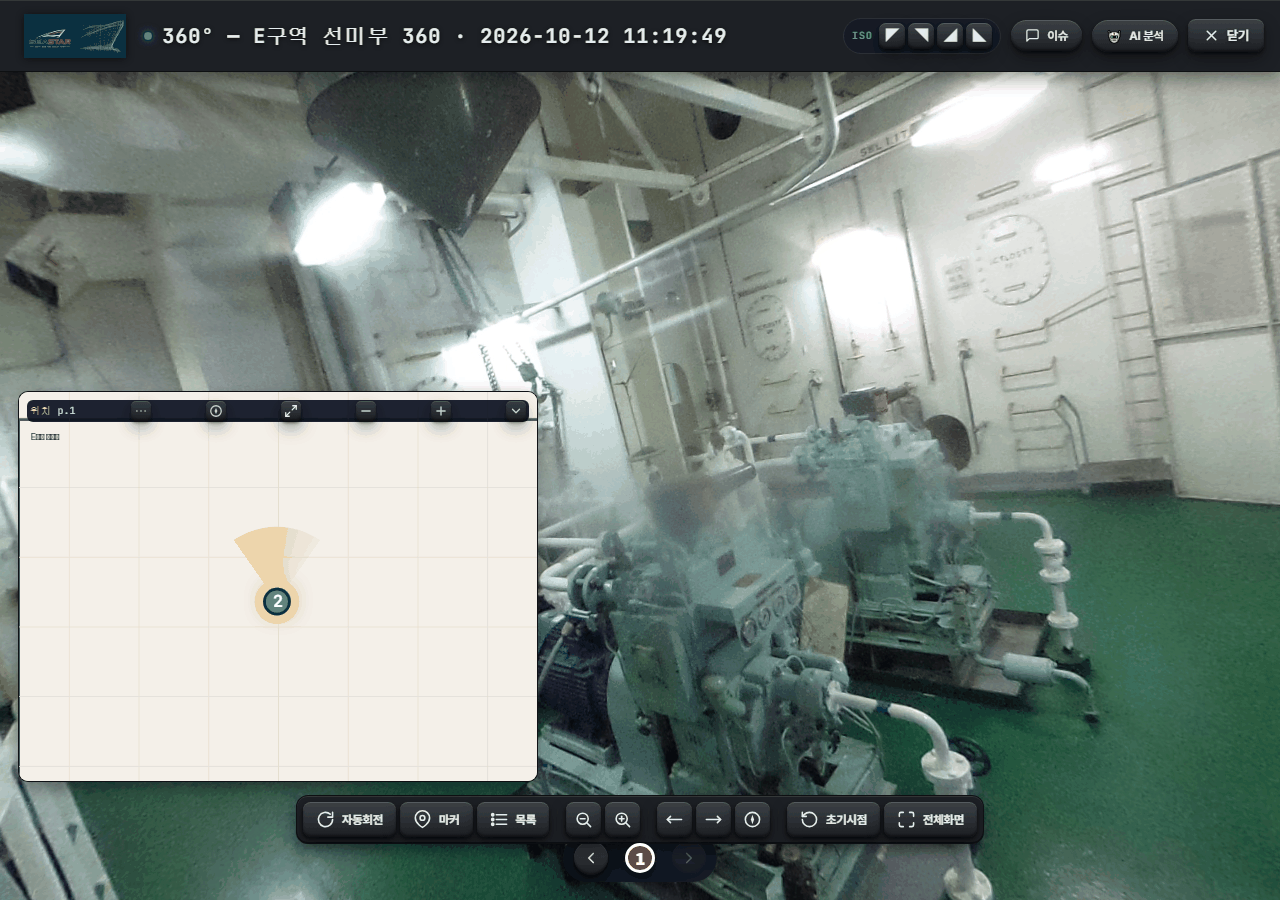 360° — E구역 선미부 360 · 2026-10-12 11:19:49
ISO
이슈
AI 분석
닫기
위치 p.1
2
자동회전
마커
목록
초기시점
전체화면
1